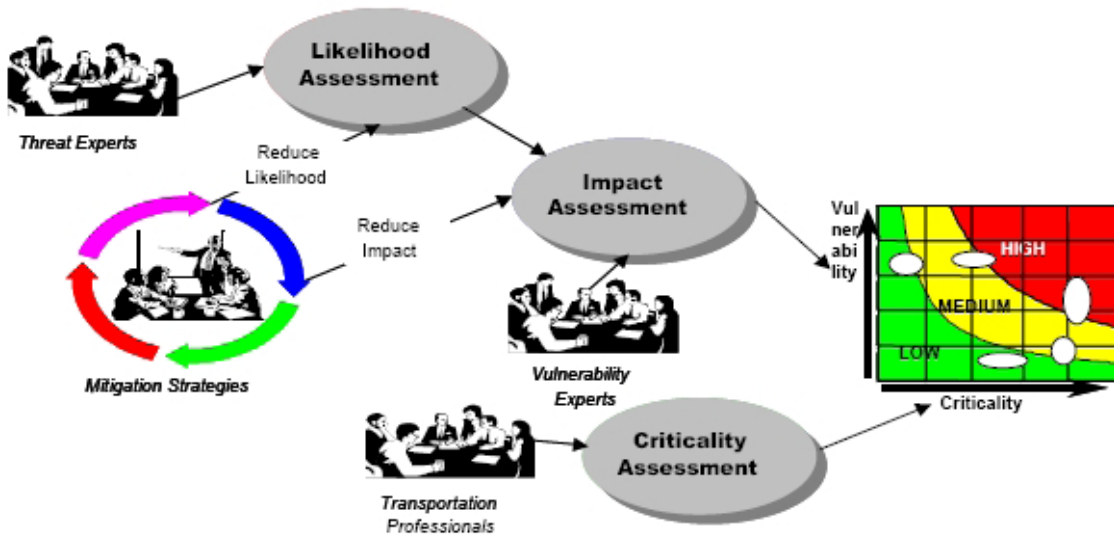 Likelihood
Assessment
Threat Experts
Reduce
Likelihood
Impact
Assessment
Reduce
Impact
Vul
ner
abi
lity
HIGH
MEDIUM
LOW
Criticality
Mitigation Strategies
Vulnerability
Experts
Criticality
Assessment
Transportation
Professionals